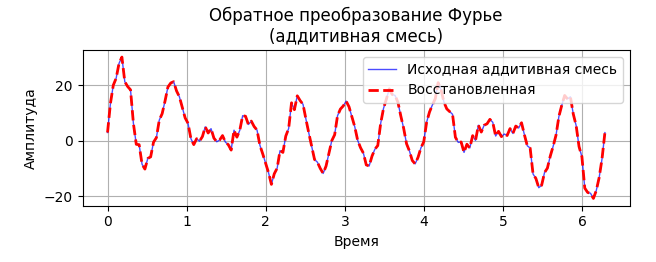 Обратное преобразование Фурье
(аддитивная смесь)
Исходная аддитивная смесь
Восстановленная
Амплитуда
20
0
−20
0 1 2 3 4 5 6
Время